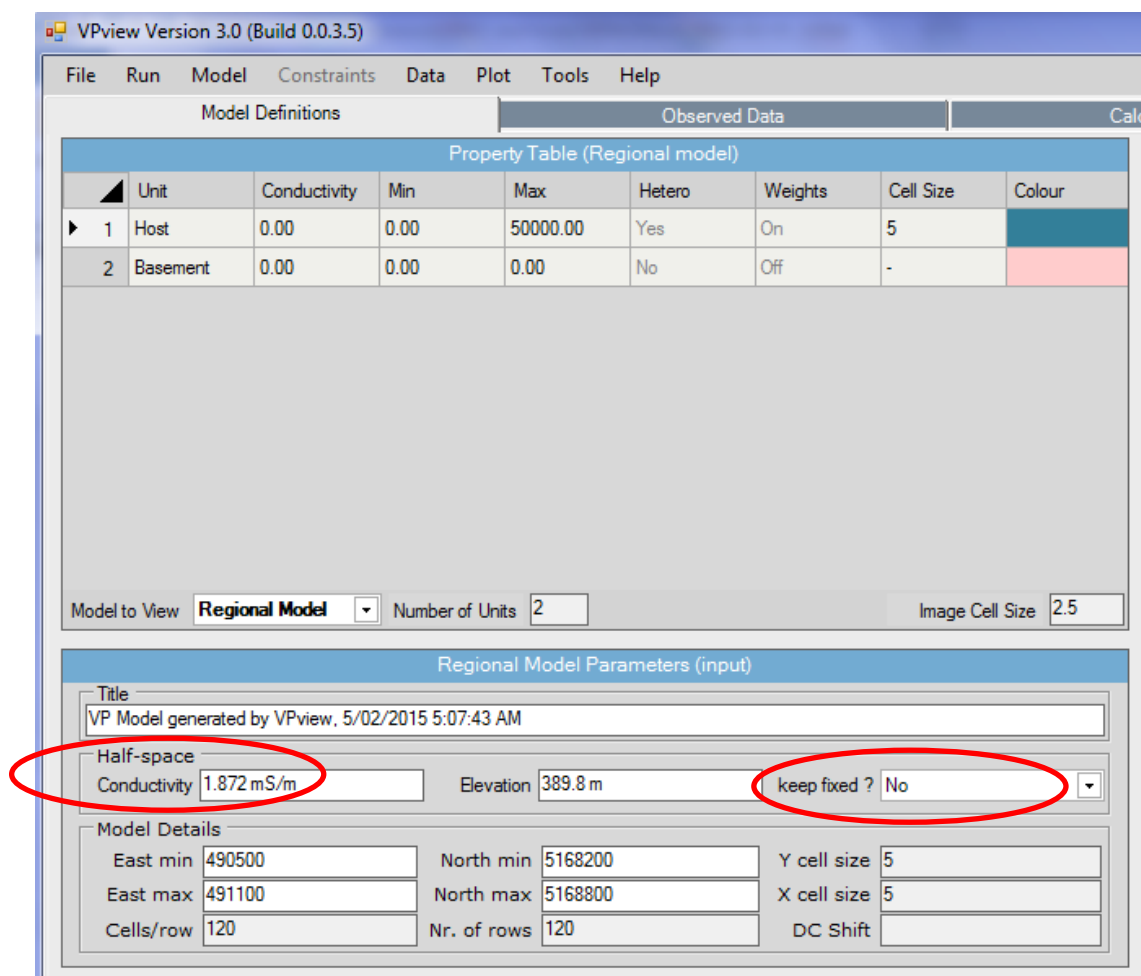 VPview Version 3.0 (Build 0.0.3.5)
File Run Model Constraints Data Plot Tools Help
Model Definitions Observed Data Calc
Property Table (Regional model)
Unit Conductivity Min Max Hetero Weights Cell Size Colour
1 Host 0.00 0.00 50000.00 Yes On 5
2 Basement 0.00 0.00 0.00 No Off -
Model to View Regional Model Number of Units 2 Image Cell Size 2.5
Regional Model Parameters (input)
Title
VP Model generated by VPview, 5/02/2015 5:07:43 AM
Half-space
Conductivity 1.872 mS/m Elevation 389.8 m keep fixed ? No
Model Details
East min 490500 North min 5168200 Y cell size 5
East max 491100 North max 5168800 X cell size 5
Cells/row 120 Nr. of rows 120 DC Shift